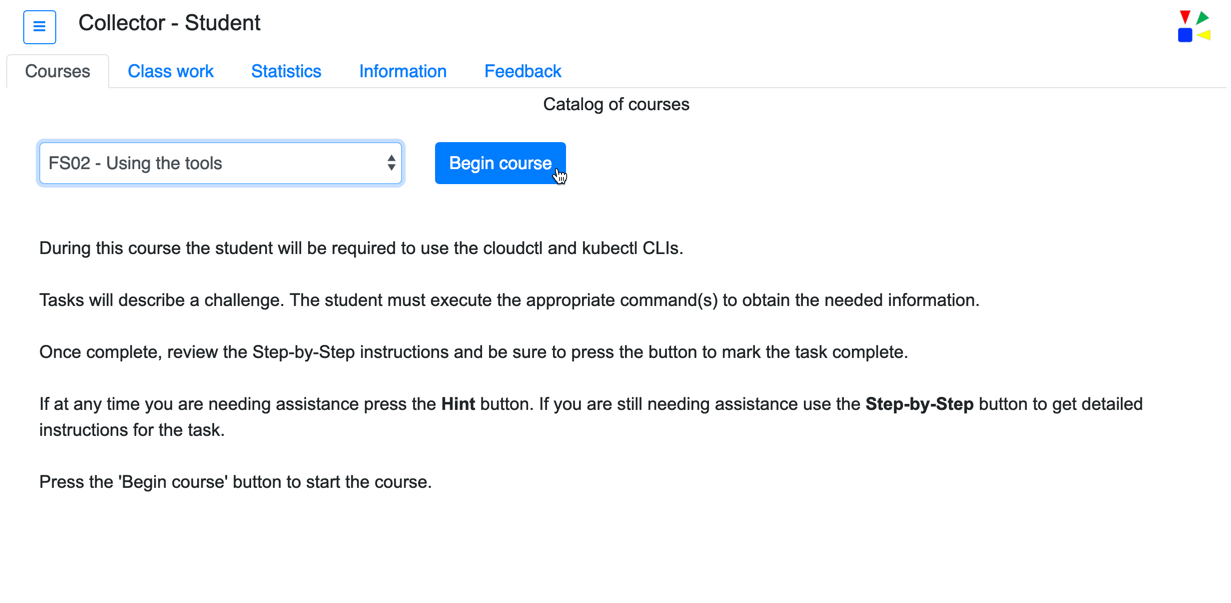 Collector - Student
Courses
Class work
Statistics
Information
Feedback
Catalog of courses
FS02 - Using the tools
Begin course
During this course the student will be required to use the cloudctl and kubectl CLIs.
Tasks will describe a challenge. The student must execute the appropriate command(s) to obtain the needed information.
Once complete, review the Step-by-Step instructions and be sure to press the button to mark the task complete.
If at any time you are needing assistance press the Hint button. If you are still needing assistance use the Step-by-Step button to get detailed
instructions for the task.
Press the 'Begin course' button to start the course.